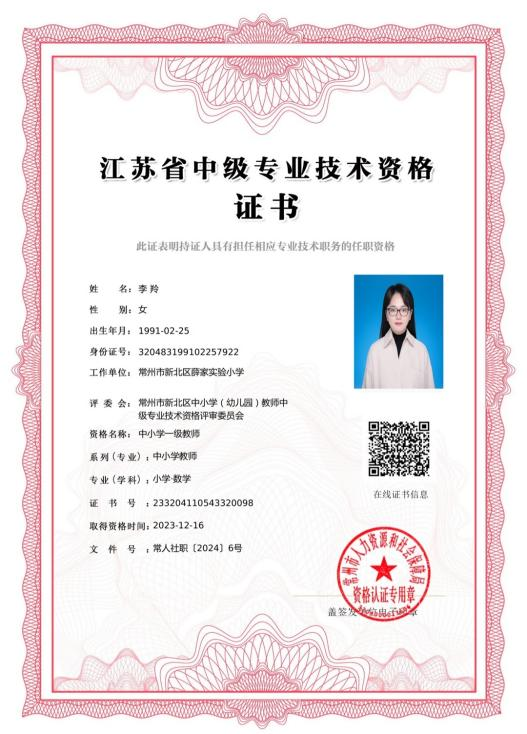 江苏省中级专业技术资格
证书
此证表明持证人具有担任相应专业技术职务的任职资格
姓 名：李羚
性 别：女
出生年月：1991-02-25
身份证号：320483199102257922
工作单位：常州市新北区薛家实验小学
评 委 会：常州市新北区中小学（幼儿园）教师中
级专业技术资格评审委员会
资格名称：中小学一级教师
系列（专业）：中小学教师
专业（学科）：小学·数学
证 书 号：233204110543320098
取得资格时间：2023-12-16
文 件 号：常人社职〔2024〕6号
在线证书信息
常州市人力资源和社会保障局
资格认证专用章
盖签发
电子
章